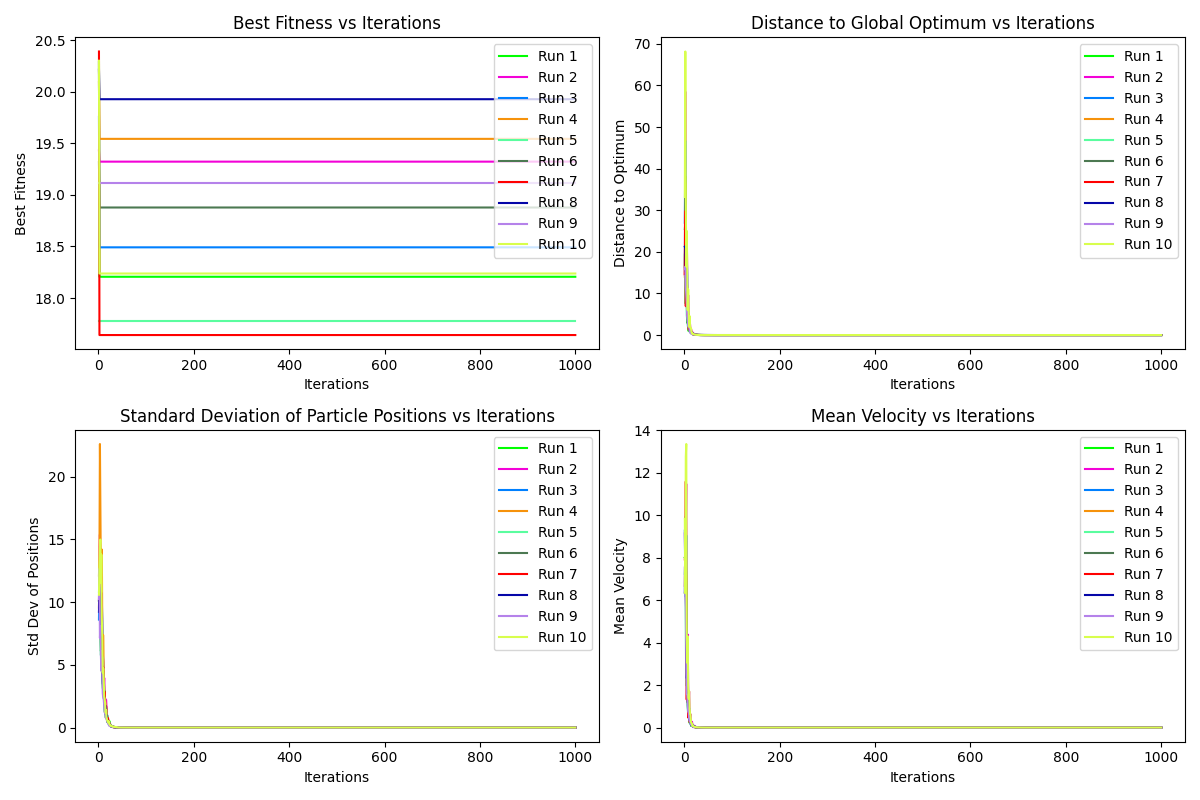 Best Fitness vs Iterations
Best Fitness
20.5
20.0
19.5
19.0
18.5
18.0
0
200
400
600
800
1000
Iterations
Run 1
Run 2
Run 3
Run 4
Run 5
Run 6
Run 7
Run 8
Run 9
Run 10
Distance to Global Optimum vs Iterations
Distance to Optimum
70
60
50
40
30
20
10
0
0
200
400
600
800
1000
Iterations
Run 1
Run 2
Run 3
Run 4
Run 5
Run 6
Run 7
Run 8
Run 9
Run 10
Standard Deviation of Particle Positions vs Iterations
Std Dev of Positions
20
15
10
5
0
0
200
400
600
800
1000
Iterations
Run 1
Run 2
Run 3
Run 4
Run 5
Run 6
Run 7
Run 8
Run 9
Run 10
Mean Velocity vs Iterations
Mean Velocity
14
12
10
8
6
4
2
0
0
200
400
600
800
1000
Iterations
Run 1
Run 2
Run 3
Run 4
Run 5
Run 6
Run 7
Run 8
Run 9
Run 10